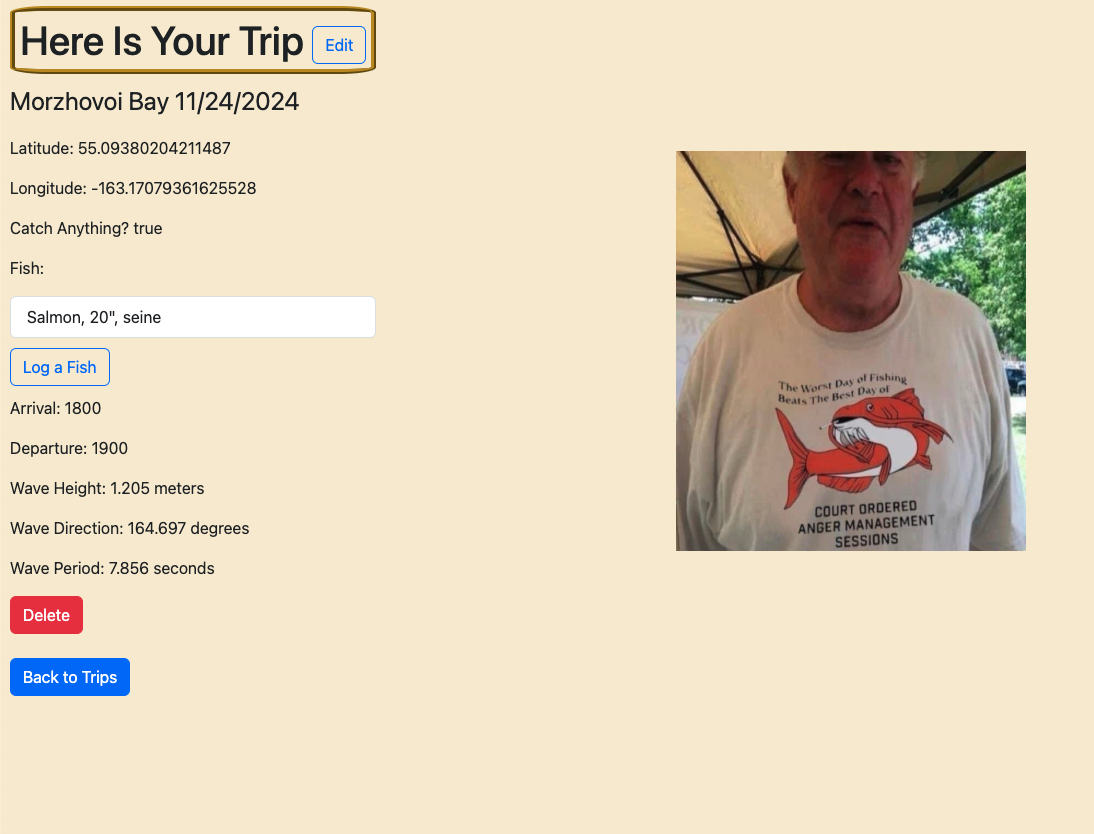 Here Is Your Trip Edit
Morzhovoi Bay 11/24/2024
Latitude: 55.09380204211487
Longitude: -163.17079361625528
Catch Anything? true
Fish:
Salmon, 20", seine
Log a Fish
Arrival: 1800
Departure: 1900
Wave Height: 1.205 meters
Wave Direction: 164.697 degrees
Wave Period: 7.856 seconds
Delete
Back to Trips
The Worst Day of Fishing
Beats The Best Day of
COURT ORDERED
ANGER MANAGEMENT
SESSIONS